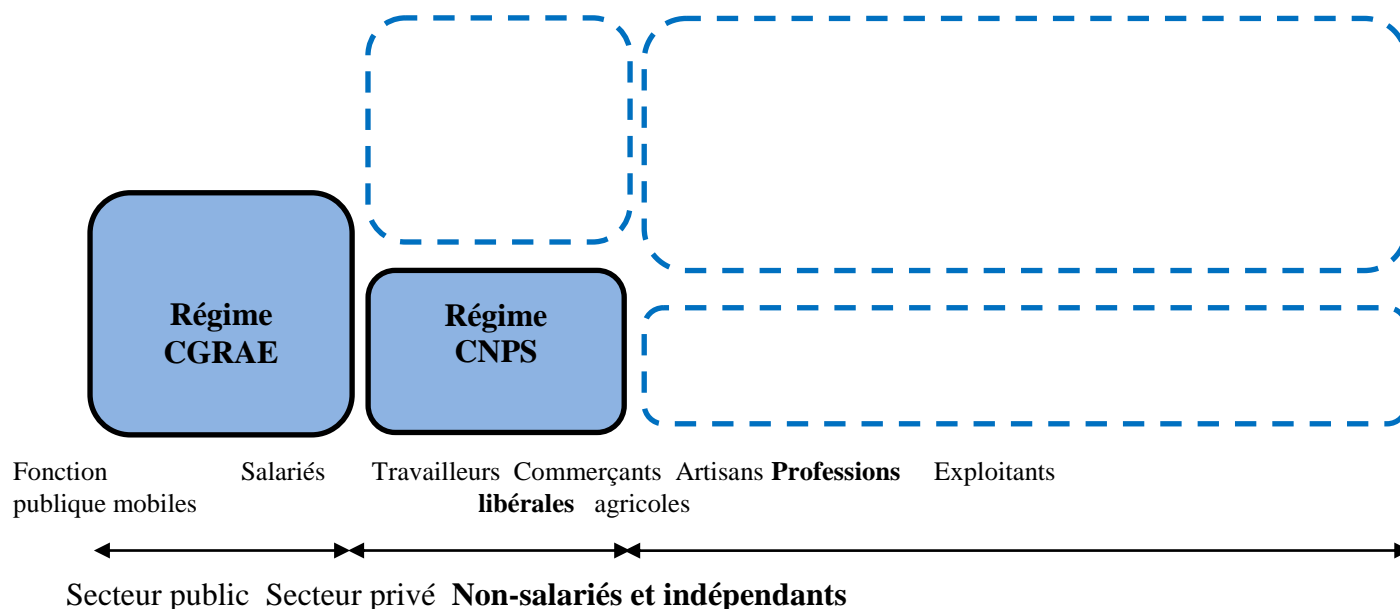 Régime
CGRAE
Régime
CNPS
Fonction Salariés Travailleurs Commerçants Artisans Professions Exploitants
publique mobiles libérales agricoles
Secteur public Secteur privé Non-salariés et indépendants